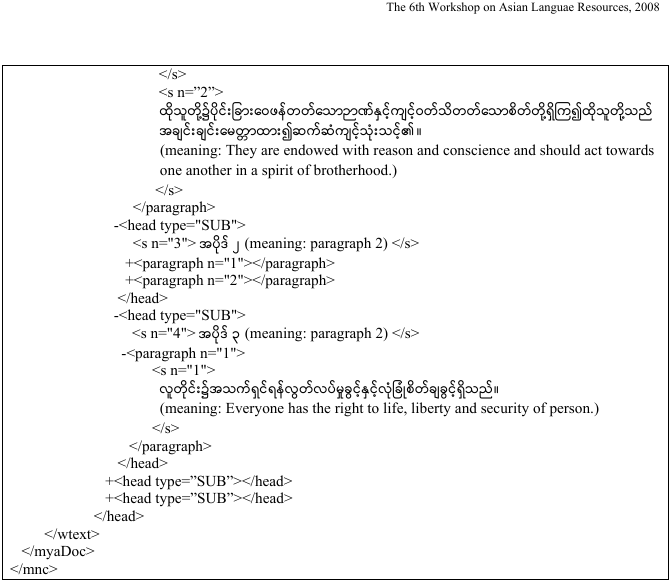 The 6th Workshop on Asian Languae Resources, 2008
</s>
<s n=”2”>
ထိုသူတို့၌ပိုင်းခြားဝေဖန်တတ်သောဉာဏ်နှင့်ကျင့်ဝတ်သိတတ်သောစိတ်တို့ရှိကြ၍ထိုသူတို့သည်
အချင်းချင်းမေတ္တာထား၍ဆက်ဆံကျင့်သုံးသင့်၏။
(meaning: They are endowed with reason and conscience and should act towards
one another in a spirit of brotherhood.)
</s>
</paragraph>
-<head type="SUB">
<s n="3"> အပိုဒ် ၂ (meaning: paragraph 2) </s>
+<paragraph n="1"></paragraph>
+<paragraph n="2"></paragraph>
</head>
-<head type="SUB">
<s n="4"> အပိုဒ် ၃ (meaning: paragraph 2) </s>
-<paragraph n="1">
<s n="1">
လူတိုင်း၌အသက်ရှင်ရန်လွတ်လပ်မှုခွင့်နှင့်လုံခြုံစိတ်ချခွင့်ရှိသည်။
(meaning: Everyone has the right to life, liberty and security of person.)
</s>
</paragraph>
</head>
+<head type=”SUB”></head>
+<head type=”SUB”></head>
</head>
</wtext>
</myaDoc>
</mnc>